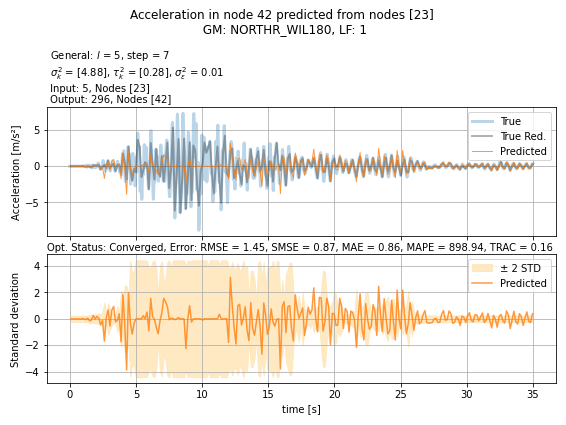 Acceleration in node 42 predicted from nodes [23]
GM: NORTHR_WIL180, LF: 1
General: l = 5, step = 7
σ²ₖ = [4.88], τ²ₖ = [0.28], σ²ₑ = 0.01
Input: 5, Nodes [23]
Output: 296, Nodes [42]
Acceleration [m/s²]
5
0
−5
True
True Red.
Predicted
Opt. Status: Converged, Error: RMSE = 1.45, SMSE = 0.87, MAE = 0.86, MAPE = 898.94, TRAC = 0.16
Standard deviation
4
2
0
−2
−4
± 2 STD
Predicted
0 5 10 15 20 25 30 35
time [s]